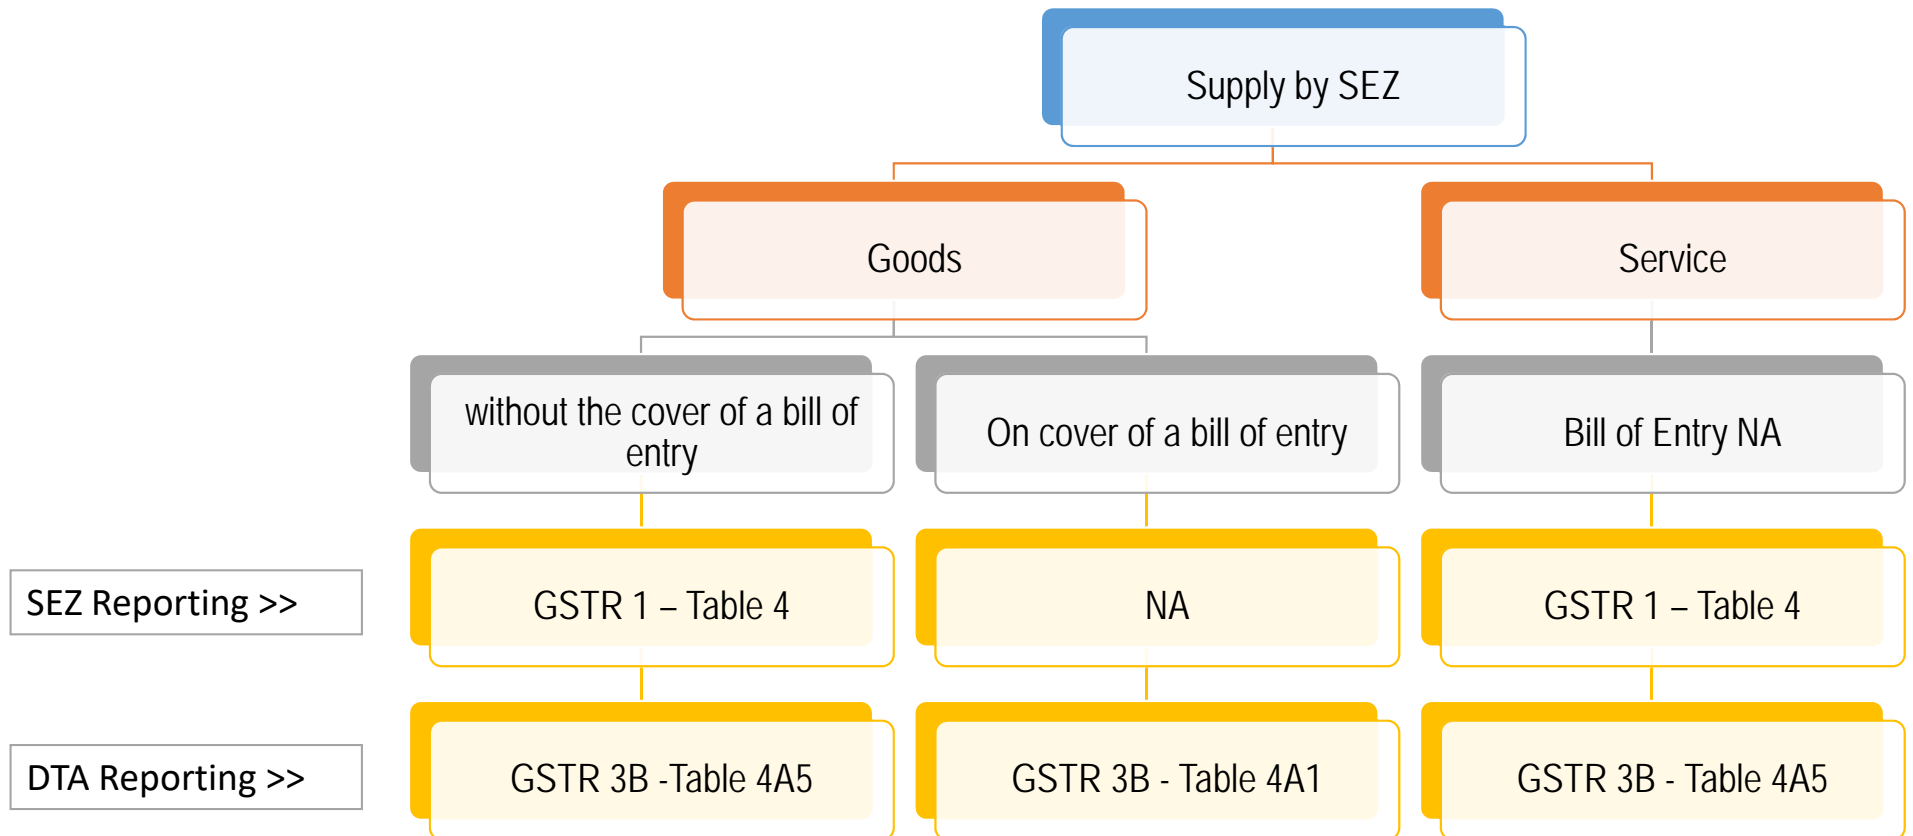 Supply by SEZ
Goods
Service
without the cover of a bill of
entry
On cover of a bill of entry
Bill of Entry NA
SEZ Reporting >>
GSTR 1 – Table 4
NA
GSTR 1 – Table 4
DTA Reporting >>
GSTR 3B -Table 4A5
GSTR 3B - Table 4A1
GSTR 3B - Table 4A5